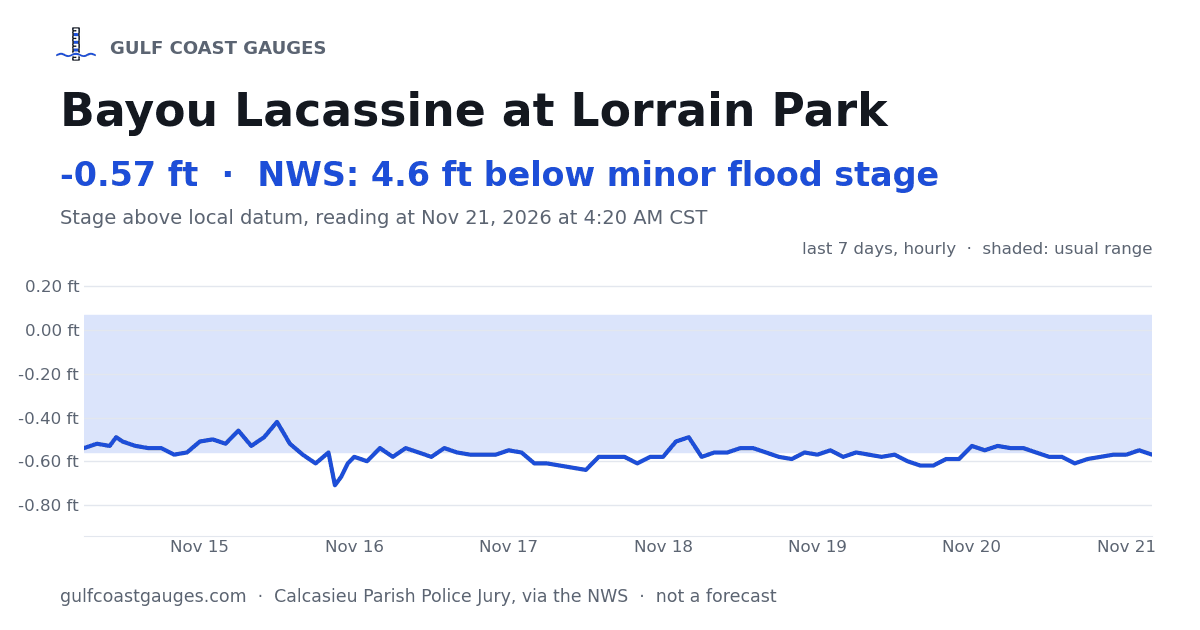 GULF COAST GAUGES
Bayou Lacassine at Lorrain Park
-0.57 ft · NWS: 4.6 ft below minor flood stage
Stage above local datum, reading at Nov 21, 2026 at 4:20 AM CST
last 7 days, hourly · shaded: usual range
0.20 ft
0.00 ft
-0.20 ft
-0.40 ft
-0.60 ft
-0.80 ft
Nov 15 Nov 16 Nov 17 Nov 18 Nov 19 Nov 20 Nov 21
gulfcoastgauges.com · Calcasieu Parish Police Jury, via the NWS · not a forecast